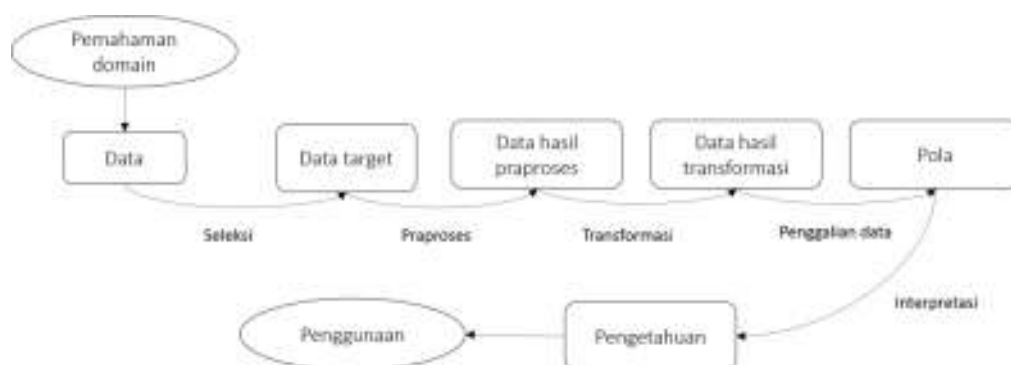 Pemahaman
domain
Data
Data target
Data hasil
praproses
Data hasil
transformasi
Pola
Seleksi
Praproses
Transformasi
Penggalian data
Interpretasi
Penggunaan
Pengetahuan